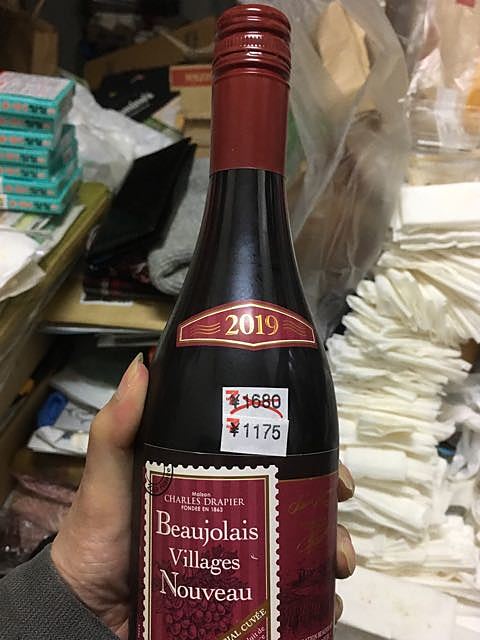 2019
¥1680
¥1175
Maison
CHARLES DRAPIER
FONDÉE EN 1863
Beaujolais
Villages
Nouveau
CUVÉE